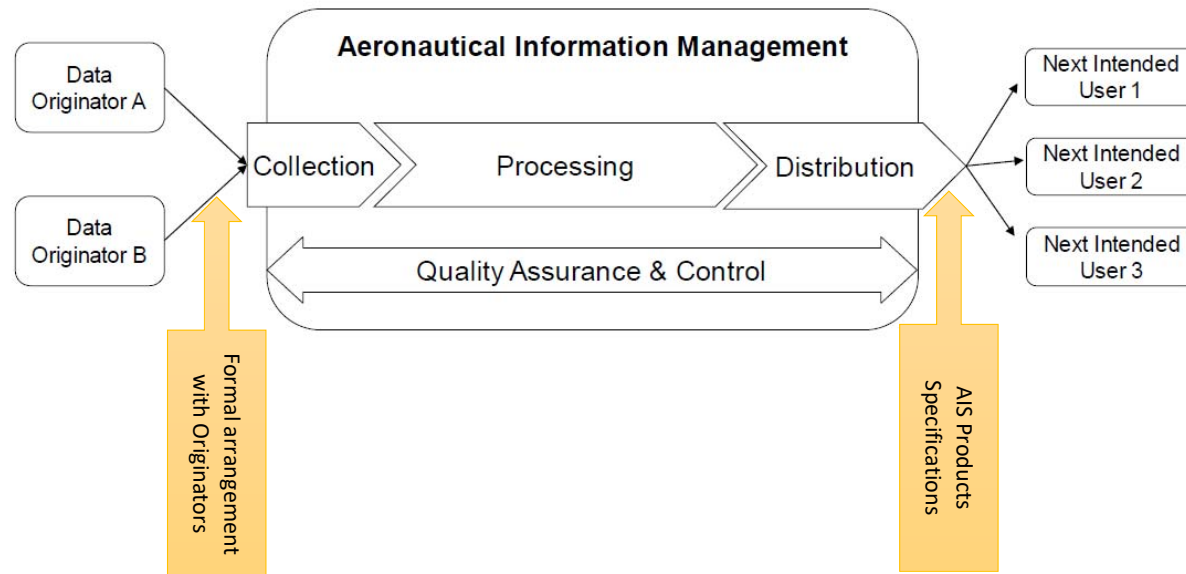 Aeronautical Information Management
Data
Originator A
Data
Originator B
Collection
Processing
Distribution
Quality Assurance & Control
Next Intended
User 1
Next Intended
User 2
Next Intended
User 3
Formal arrangement
with Originators
AIS Products
Specifications